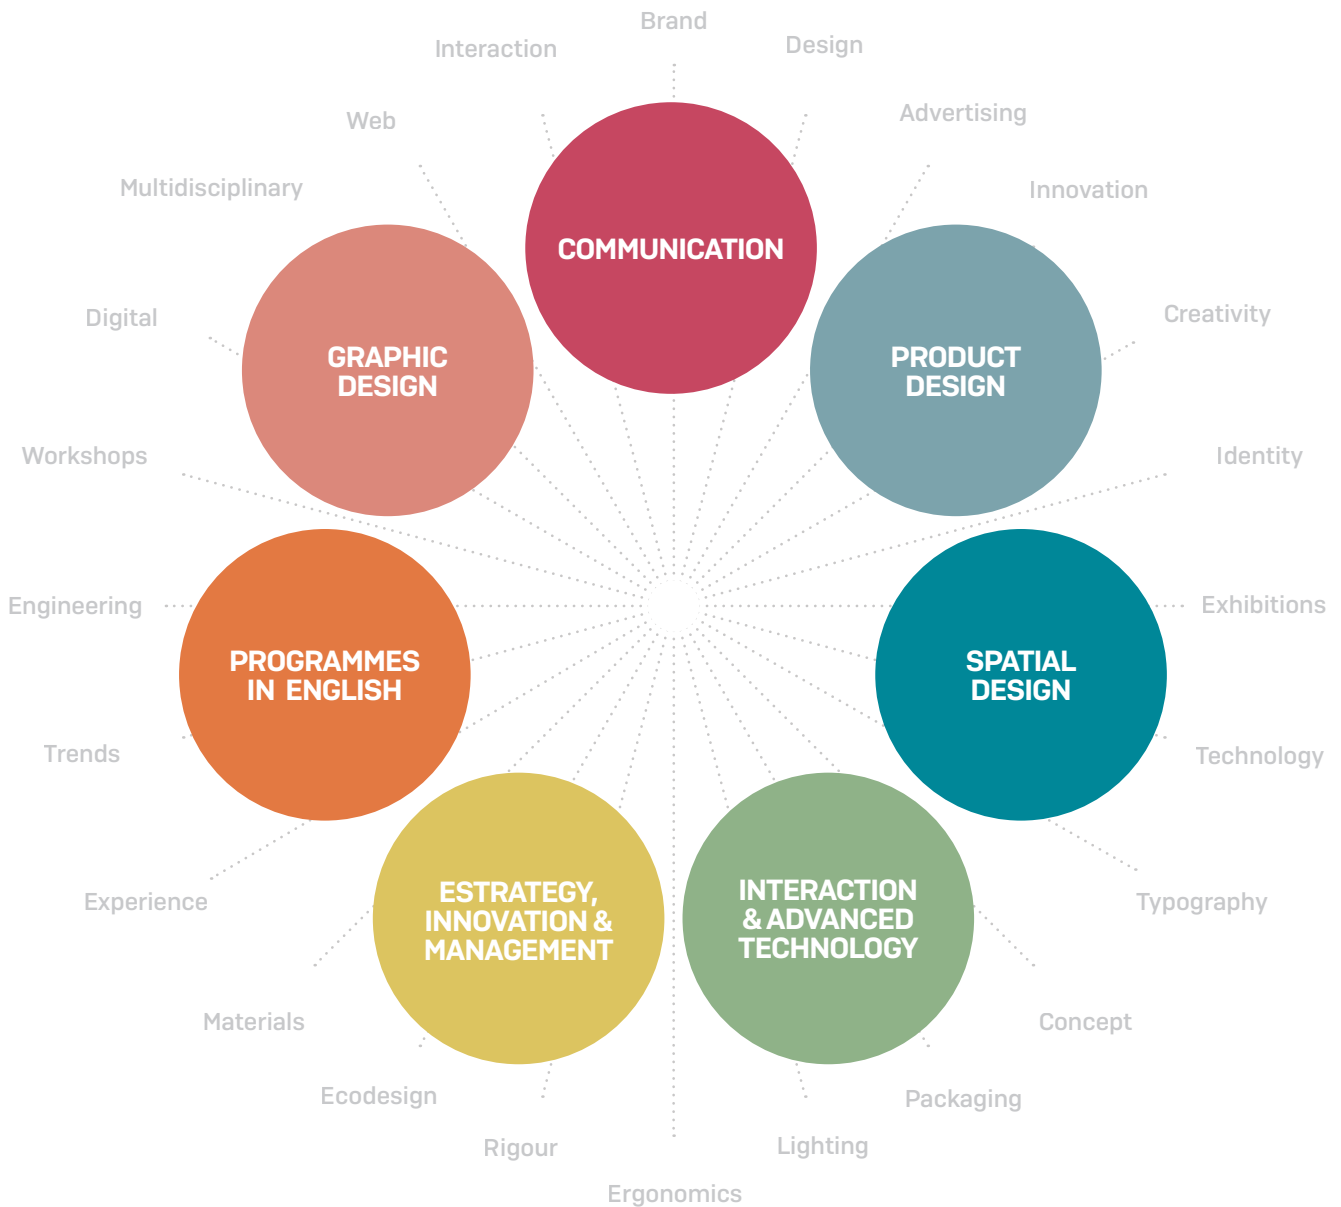 Brand
Interaction
Design
Web
Advertising
Multidisciplinary
Innovation
COMMUNICATION
Digital
Creativity
GRAPHIC
DESIGN
PRODUCT
DESIGN
Workshops
Identity
Engineering
Exhibitions
PROGRAMMES
IN ENGLISH
SPATIAL
DESIGN
Trends
Technology
Experience
Typography
ESTRATEGY,
INNOVATION &
MANAGEMENT
INTERACTION
& ADVANCED
TECHNOLOGY
Materials
Concept
Ecodesign
Packaging
Rigour
Lighting
Ergonomics